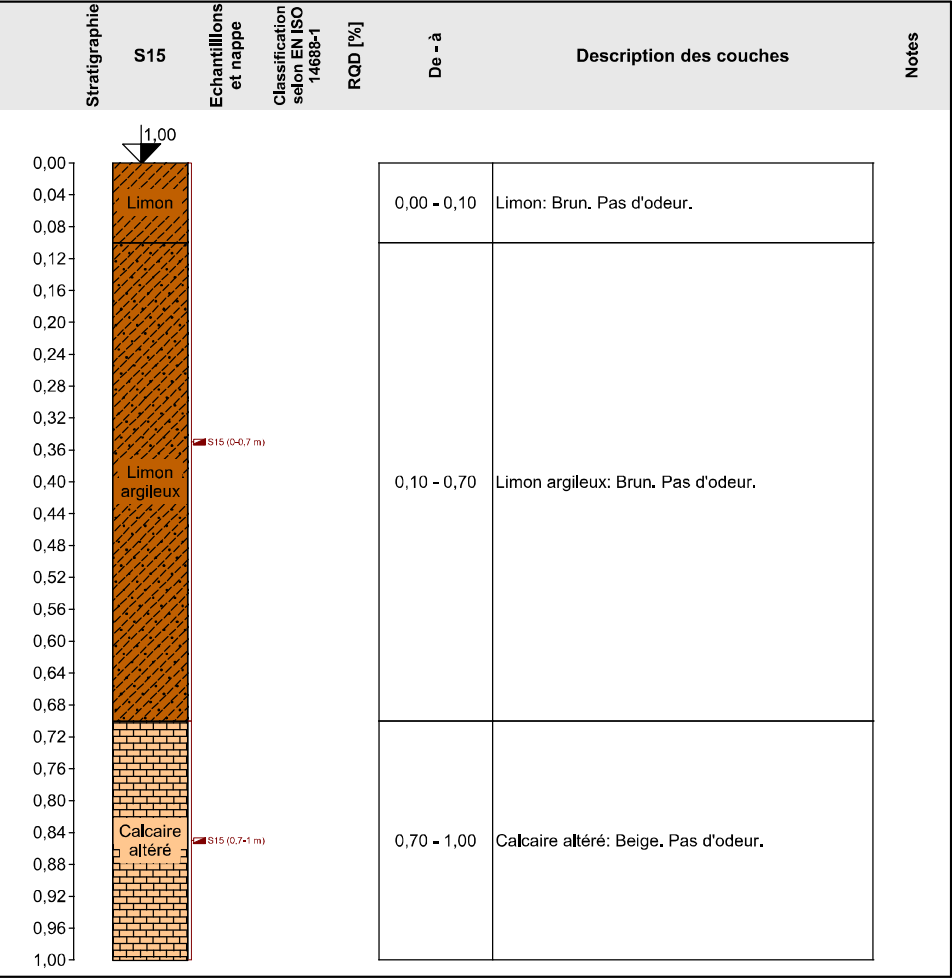 Stratigraphie
S15
Echantilllons
et nappe
Classification
selon EN ISO
14688-1
RQD [%]
De - à
Description des couches
Notes
1,00
0,00
0,04
0,08
0,12
0,16
0,20
0,24
0,28
0,32
0,36
0,40
0,44
0,48
0,52
0,56
0,60
0,64
0,68
0,72
0,76
0,80
0,84
0,88
0,92
0,96
1,00
Limon
0,00 - 0,10
Limon: Brun. Pas d'odeur.
S15 (0-0,7 m)
Limon
argileux
0,10 - 0,70
Limon argileux: Brun. Pas d'odeur.
Calcaire
altéré
S15 (0,7-1 m)
0,70 - 1,00
Calcaire altéré: Beige. Pas d'odeur.